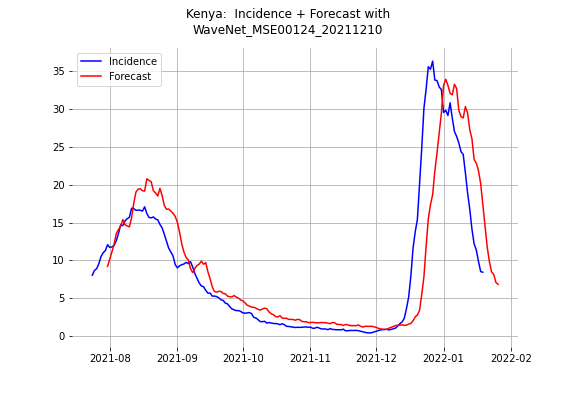 Kenya:  Incidence + Forecast with
WaveNet_MSE00124_20211210
Incidence
Forecast
35
30
25
20
15
10
5
0
2021-08 2021-09 2021-10 2021-11 2021-12 2022-01 2022-02